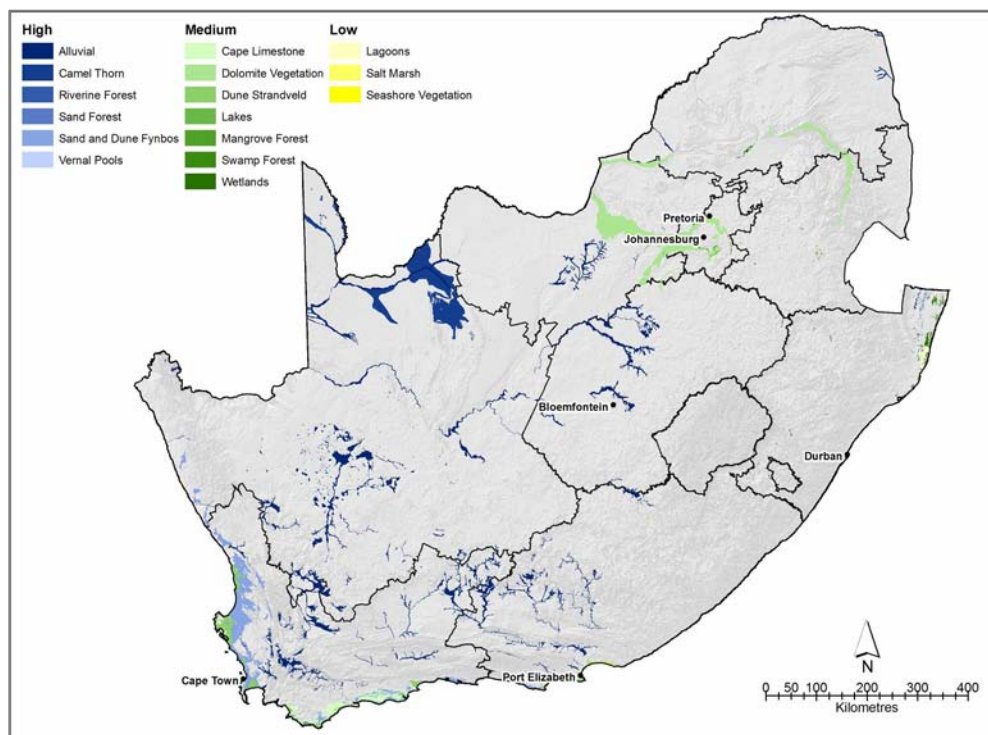 High
Alluvial
Camel Thorn
Riverine Forest
Sand Forest
Sand and Dune Fynbos
Vernal Pools
Medium
Cape Limestone
Dolomite Vegetation
Dune Strandveld
Lakes
Mangrove Forest
Swamp Forest
Wetlands
Low
Lagoons
Salt Marsh
Seashore Vegetation
Pretoria
Johannesburg
Bloemfontein
Durban
Cape Town
Port Elizabeth
N
0 50 100 200 300 400
Kilometres